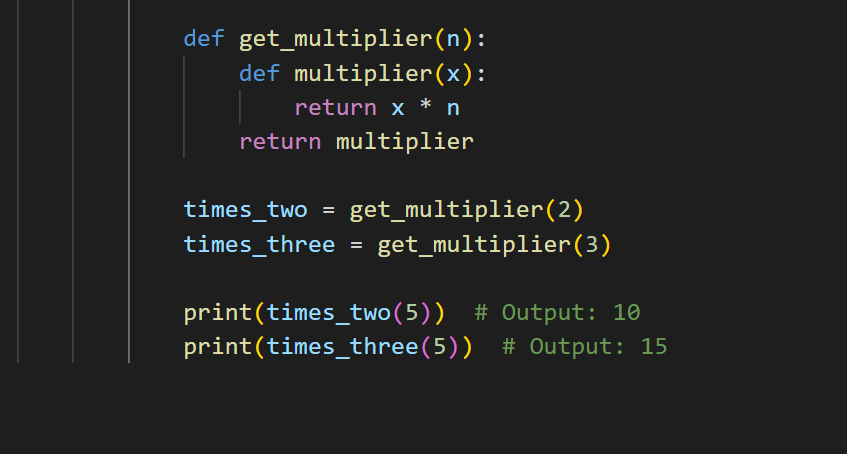 def get_multiplier(n):
    def multiplier(x):
        return x * n
    return multiplier

times_two = get_multiplier(2)
times_three = get_multiplier(3)

print(times_two(5))  # Output: 10
print(times_three(5))  # Output: 15